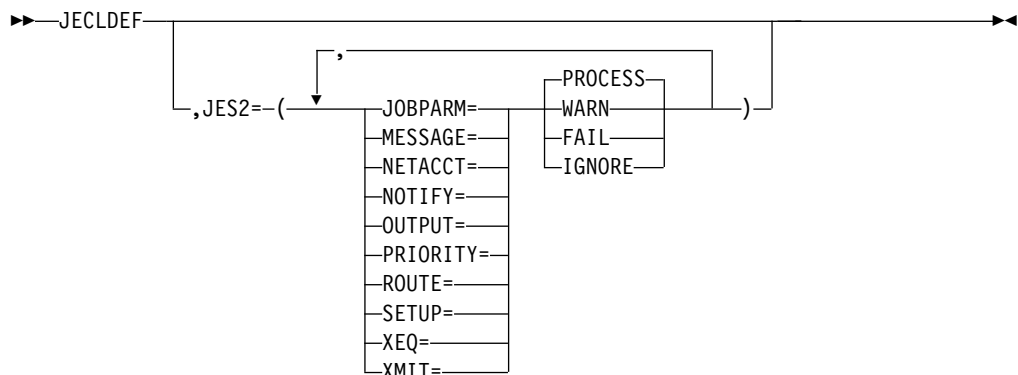 JECLDEF
,
PROCESS
,JES2= ( JOBPARM= WARN )
MESSAGE= FAIL
NETACCT= IGNORE
NOTIFY=
OUTPUT=
PRIORITY=
ROUTE=
SETUP=
XEQ=
XMIT=